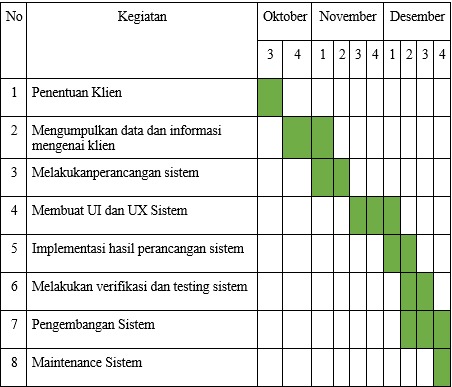 No Kegiatan Oktober November Desember
3 4 1 2 3 4 1 2 3 4
1 Penentuan Klien
2 Mengumpulkan data dan informasi
mengenai klien
3 Melakukanperancangan sistem
4 Membuat UI dan UX Sistem
5 Implementasi hasil perancangan sistem
6 Melakukan verifikasi dan testing sistem
7 Pengembangan Sistem
8 Maintenance Sistem